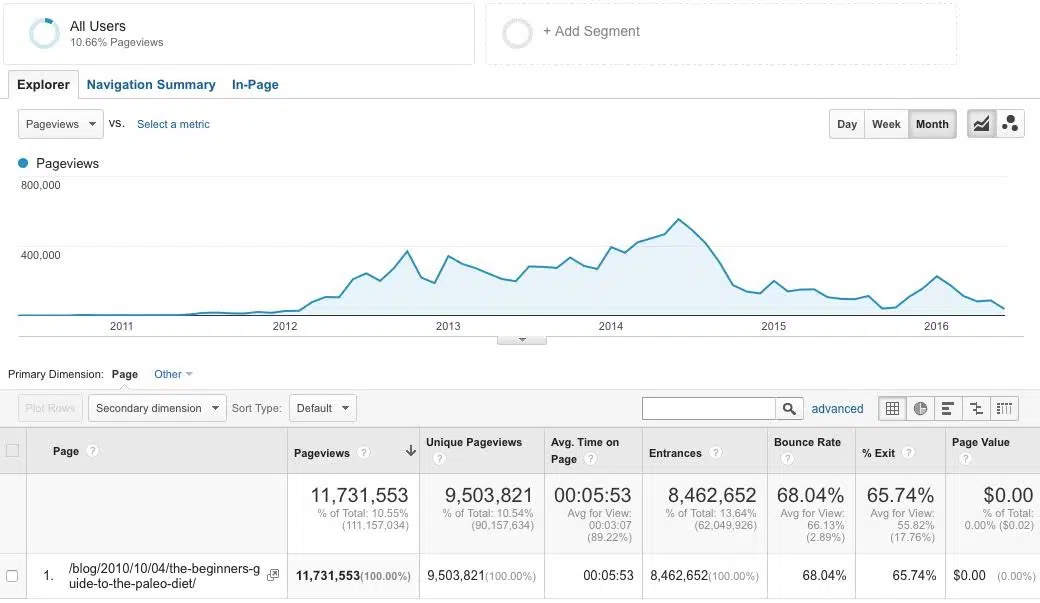 All Users
10.66% Pageviews
+ Add Segment
Explorer Navigation Summary In-Page
Pageviews vs. Select a metric Day Week Month
Pageviews
800,000
400,000
2011 2012 2013 2014 2015 2016
Primary Dimension: Page Other
Plot Rows Secondary dimension Sort Type: Default advanced
Page ? Pageviews ? Unique Pageviews ? Avg. Time on Page ? Entrances ? Bounce Rate ? % Exit ? Page Value ?
11,731,553 9,503,821 00:05:53 8,462,652 68.04% 65.74% $0.00
% of Total: 10.55% % of Total: 10.54% Avg for View: % of Total: 13.64% Avg for View: Avg for View: % of Total:
(111,157,034) (90,157,634) 00:03:07 (62,049,926) 66.13% 55.82% 0.00% ($0.02)
(89.22%) (2.89%) (17.76%)
1. /blog/2010/10/04/the-beginners-g
uide-to-the-paleo-diet/
11,731,553(100.00%) 9,503,821(100.00%) 00:05:53 8,462,652(100.00%) 68.04% 65.74% $0.00 (0.00%)